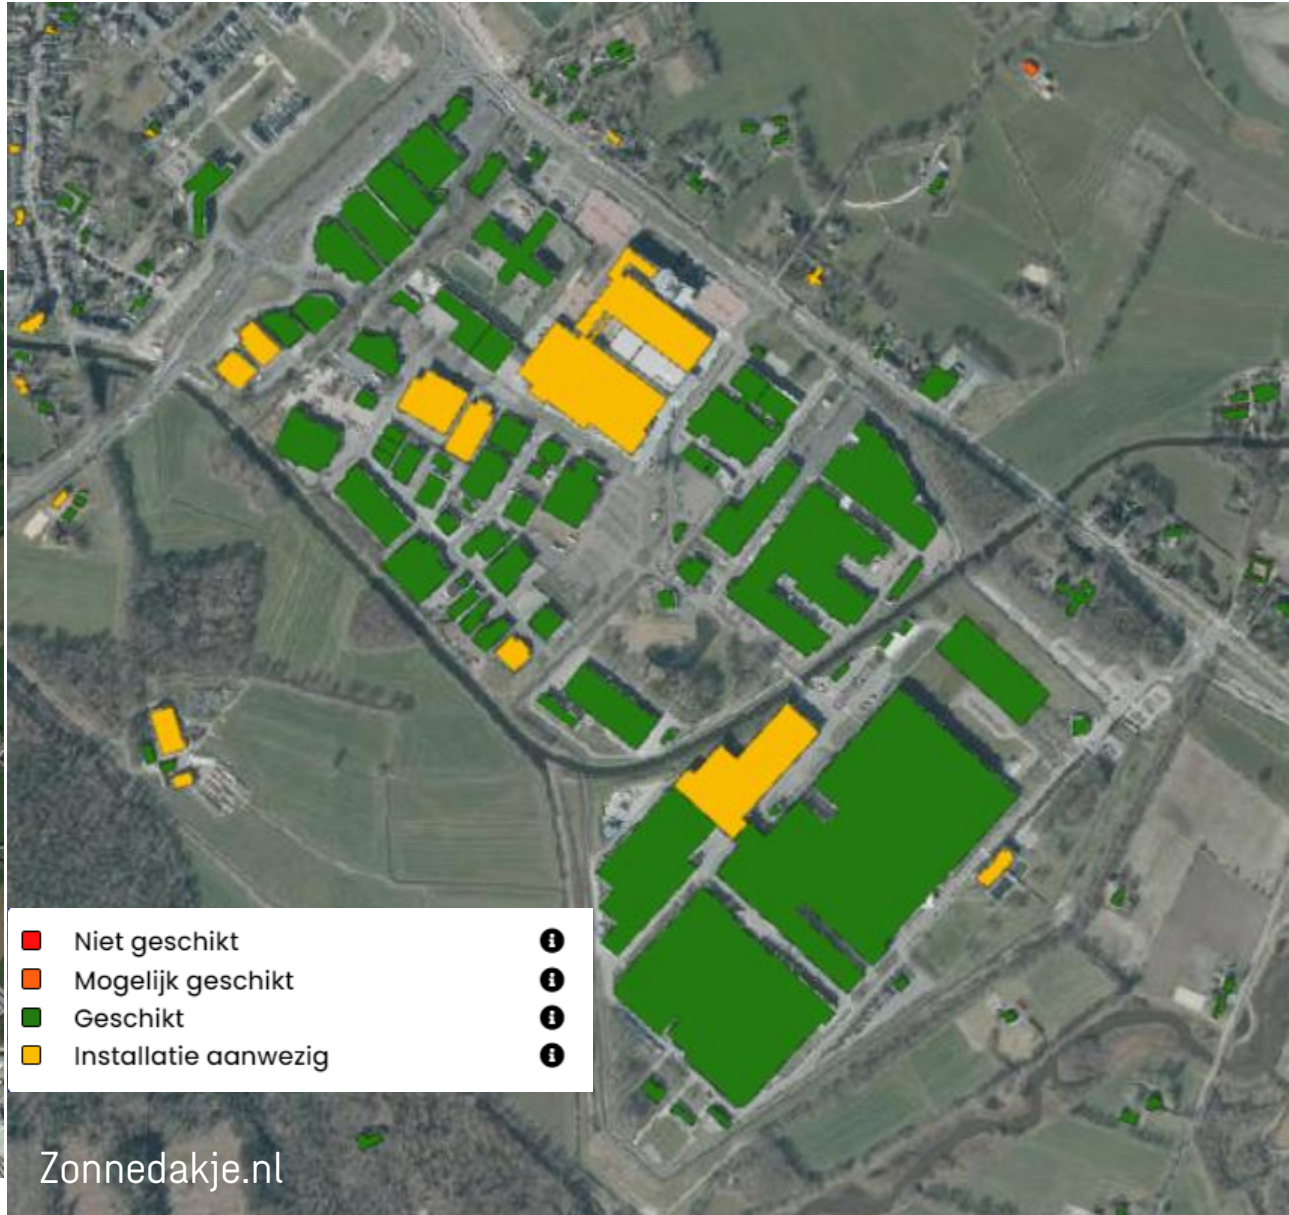 Niet geschikt
Mogelijk geschikt
Geschikt
Installatie aanwezig
Zonnedakje.nl